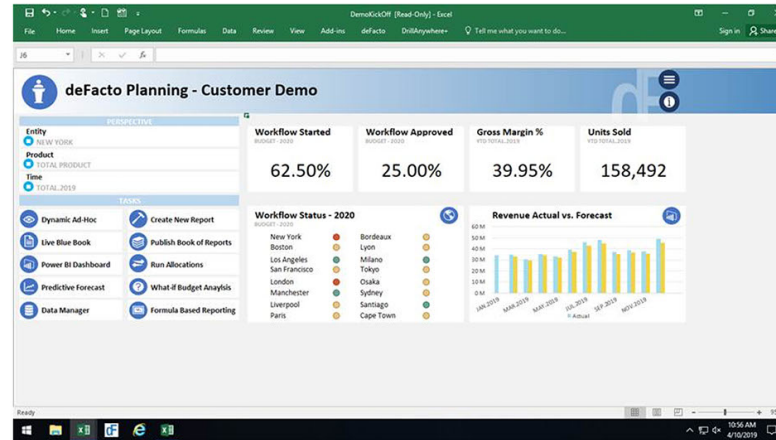 DemoKickOff [Read-Only] - Excel
File Home Insert Page Layout Formulas Data Review View Add-ins deFacto DrillAnywhere+ Tell me what you want to do... Sign in Share
J6 fx
deFacto Planning - Customer Demo
PERSPECTIVE
Entity
NEW YORK
Product
TOTAL PRODUCT
Time
TOTAL.2019
TASKS
Dynamic Ad-Hoc Create New Report
Live Blue Book Publish Book of Reports
Power BI Dashboard Run Allocations
Predictive Forecast What-if Budget Anaylsis
Data Manager Formula Based Reporting
Workflow Started Workflow Approved Gross Margin % Units Sold
BUDGET - 2020 BUDGET - 2020 YTD TOTAL.2019 YTD TOTAL.2019
62.50% 25.00% 39.95% 158,492
Workflow Status - 2020
BUDGET - 2020
New York Bordeaux
Boston Lyon
Los Angeles Milano
San Francisco Tokyo
London Osaka
Manchester Sydney
Liverpool Santiago
Paris Cape Town
Revenue Actual vs. Forecast
60 M
50 M
40 M
30 M
20 M
10 M
0 M
JAN.2019 MAR.2019 MAY.2019 JUL.2019 SEP.2019 NOV.2019
Actual
Ready
10:56 AM
4/10/2019